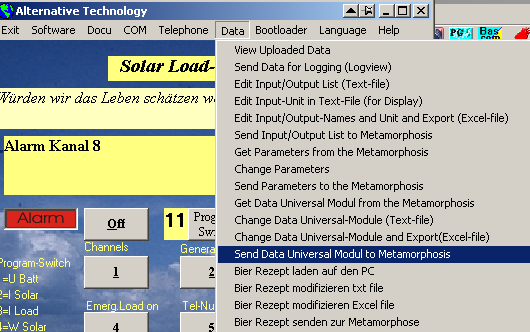 Alternative Technology
Exit Software Docu COM Telephone Data Bootloader Language Help
View Uploaded Data
Send Data for Logging (Logview)
Edit Input/Output List (Text-file)
Edit Input-Unit in Text-File (for Display)
Edit Input/Output-Names and Unit and Export (Excel-file)
Send Input/Output List to Metamorphosis
Get Parameters from the Metamorphosis
Change Parameters
Send Parameters to the Metamorphosis
Get Data Universal Modul from the Metamorphosis
Change Data Universal-Module (Text-file)
Change Data Universal-Module and Export(Excel-file)
Send Data Universal Modul to Metamorphosis
Bier Rezept laden auf den PC
Bier Rezept modifizieren txt file
Bier Rezept modifizieren Excel file
Bier Rezept senden zur Metamorphose
Solar Load-
Würden wir das Leben schätzen
Alarm Kanal 8
Alarm
Off
11
Channels
Program-Switch
=U Batt
2=I Solar
3=I Load
4=W Solar
1
2
Emerg.Load on
Tel-Nu
4
5